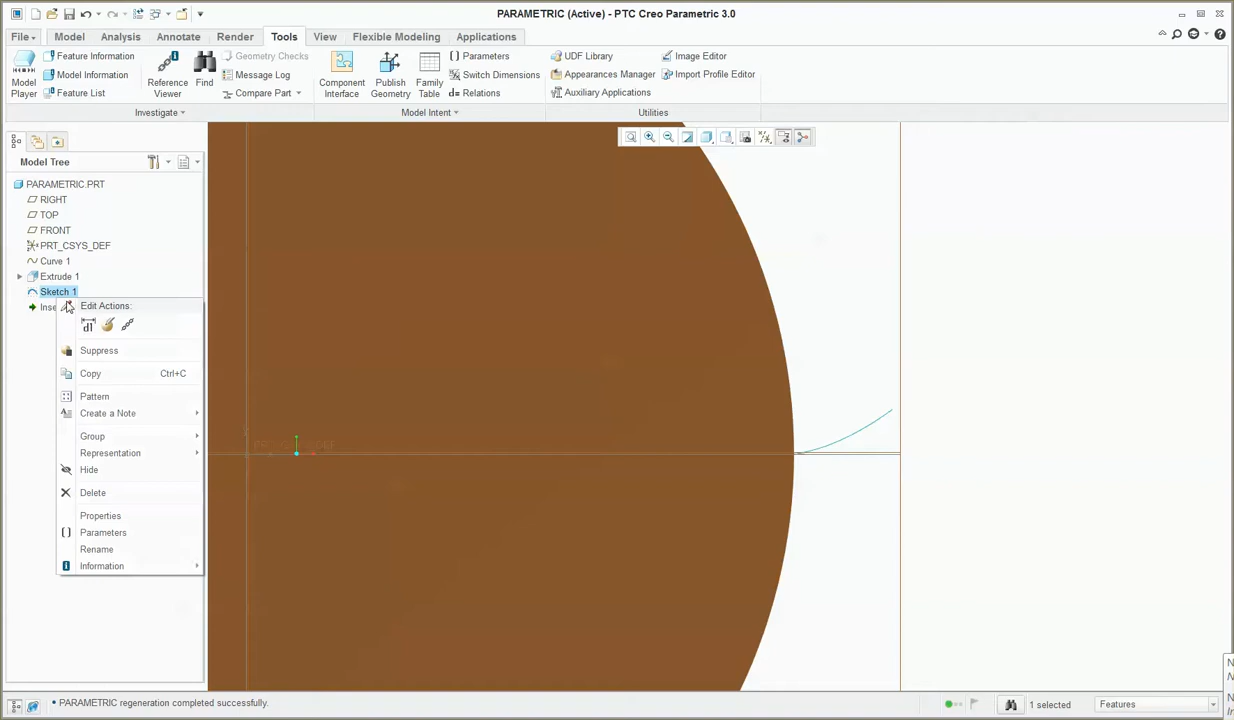 PARAMETRIC (Active) - PTC Creo Parametric 3.0
File Model Analysis Annotate Render Tools View Flexible Modeling Applications
Feature Information
Model Information
Feature List
Model Player
Reference Viewer
Find
Geometry Checks
Message Log
Compare Part
Component Interface
Publish Geometry
Family Table
Parameters
Switch Dimensions
Relations
UDF Library
Appearances Manager
Auxiliary Applications
Image Editor
Import Profile Editor
Investigate Model Intent Utilities
Model Tree
PARAMETRIC.PRT
RIGHT
TOP
FRONT
PRT_CSYS_DEF
Curve 1
Extrude 1
Sketch 1
Inse
Edit Actions:
Suppress
Copy Ctrl+C
Pattern
Create a Note
Group
Representation
Hide
Delete
Properties
Parameters
Rename
Information
• PARAMETRIC regeneration completed successfully.
1 selected
Features